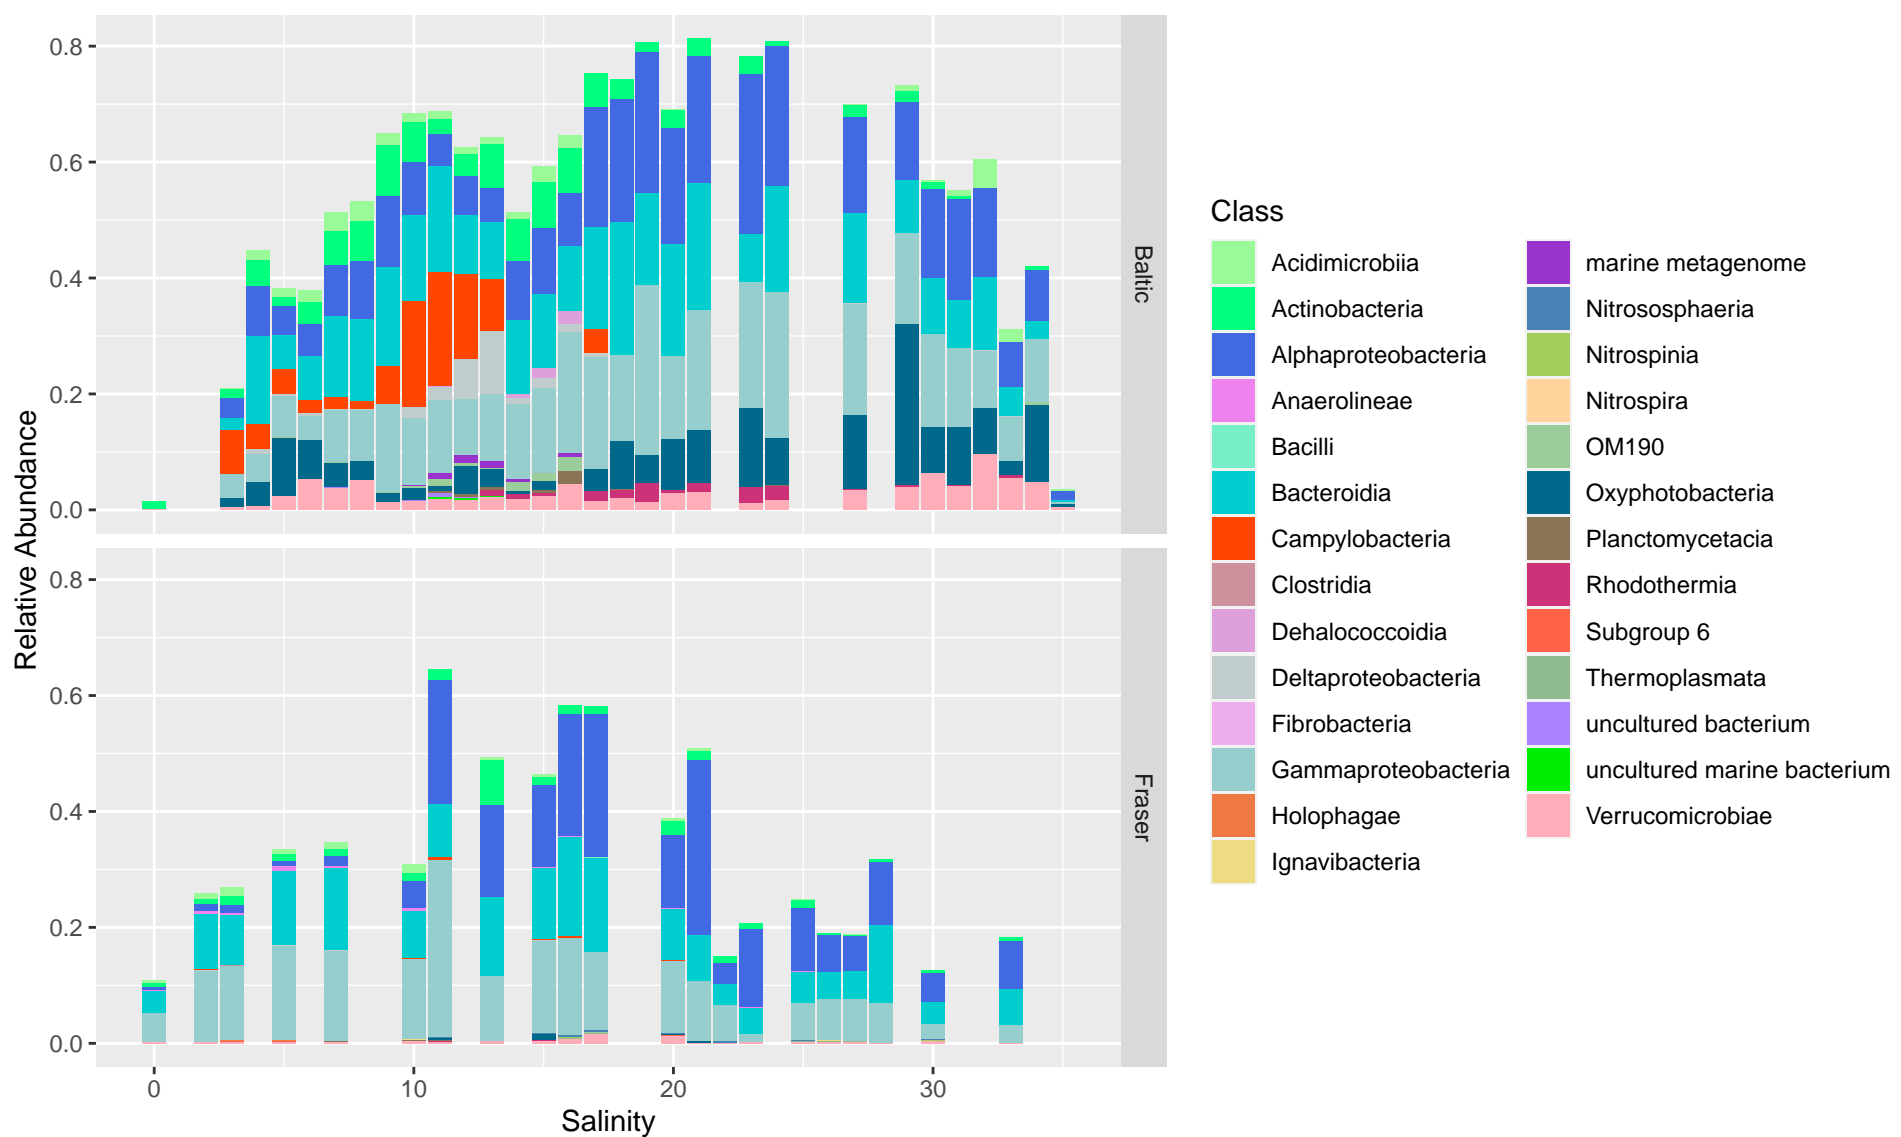 0.8
0.6
0.4
0.2
0.0
Baltic
0.8
0.6
0.4
0.2
0.0
Fraser
0
10
20
30
Salinity
Relative Abundance
Class
Acidimicrobiia
Actinobacteria
Alphaproteobacteria
Anaerolineae
Bacilli
Bacteroidia
Campylobacteria
Clostridia
Dehalococcoidia
Deltaproteobacteria
Fibrobacteria
Gammaproteobacteria
Holophagae
Ignavibacteria
marine metagenome
Nitrososphaeria
Nitrospinia
Nitrospira
OM190
Oxyphotobacteria
Planctomycetacia
Rhodothermia
Subgroup 6
Thermoplasmata
uncultured bacterium
uncultured marine bacterium
Verrucomicrobiae